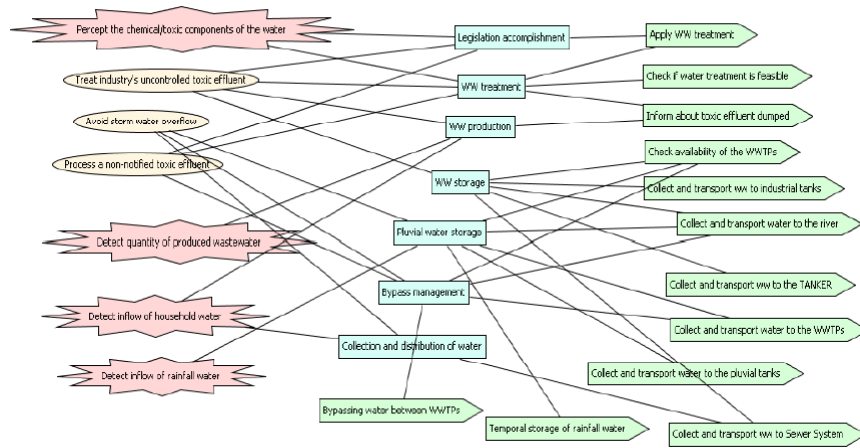 Percept the chemical/toxic components of the water
Legislation accomplishment
Apply WW treatment
Treat industry's uncontrolled toxic effluent
WW treatment
Check if water treatment is feasible
Avoid storm water overflow
WW production
Inform about toxic effluent dumped
Process a non-notified toxic effluent
Check availability of the WWTPs
WW storage
Collect and transport ww to industrial tanks
Detect quantity of produced wastewater
Pluvial water storage
Collect and transport water to the river
Bypass management
Collect and transport ww to the TANKER
Detect inflow of household water
Collection and distribution of water
Collect and transport water to the WWTPs
Detect inflow of rainfall water
Collect and transport water to the pluvial tanks
Bypassing water between WWTPs
Temporal storage of rainfall water
Collect and transport ww to Sewer System